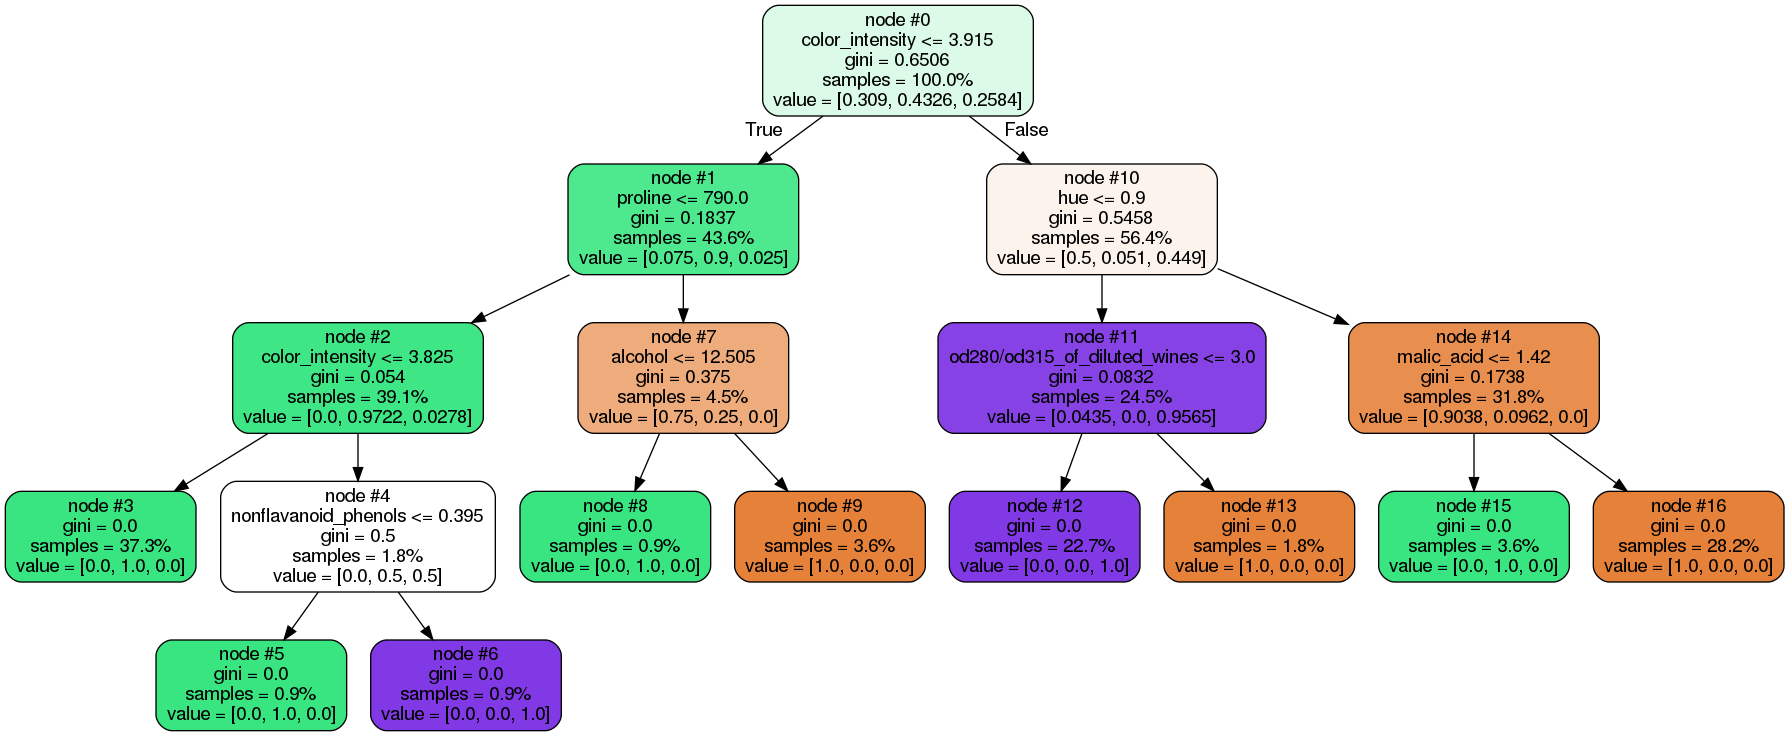 node #0
color_intensity <= 3.915
gini = 0.6506
samples = 100.0%
value = [0.309, 0.4326, 0.2584]
True
False
node #1
proline <= 790.0
gini = 0.1837
samples = 43.6%
value = [0.075, 0.9, 0.025]
node #10
hue <= 0.9
gini = 0.5458
samples = 56.4%
value = [0.5, 0.051, 0.449]
node #2
color_intensity <= 3.825
gini = 0.054
samples = 39.1%
value = [0.0, 0.9722, 0.0278]
node #7
alcohol <= 12.505
gini = 0.375
samples = 4.5%
value = [0.75, 0.25, 0.0]
node #11
od280/od315_of_diluted_wines <= 3.0
gini = 0.0832
samples = 24.5%
value = [0.0435, 0.0, 0.9565]
node #14
malic_acid <= 1.42
gini = 0.1738
samples = 31.8%
value = [0.9038, 0.0962, 0.0]
node #3
gini = 0.0
samples = 37.3%
value = [0.0, 1.0, 0.0]
node #4
nonflavanoid_phenols <= 0.395
gini = 0.5
samples = 1.8%
value = [0.0, 0.5, 0.5]
node #8
gini = 0.0
samples = 0.9%
value = [0.0, 1.0, 0.0]
node #9
gini = 0.0
samples = 3.6%
value = [1.0, 0.0, 0.0]
node #12
gini = 0.0
samples = 22.7%
value = [0.0, 0.0, 1.0]
node #13
gini = 0.0
samples = 1.8%
value = [1.0, 0.0, 0.0]
node #15
gini = 0.0
samples = 3.6%
value = [0.0, 1.0, 0.0]
node #16
gini = 0.0
samples = 28.2%
value = [1.0, 0.0, 0.0]
node #5
gini = 0.0
samples = 0.9%
value = [0.0, 1.0, 0.0]
node #6
gini = 0.0
samples = 0.9%
value = [0.0, 0.0, 1.0]